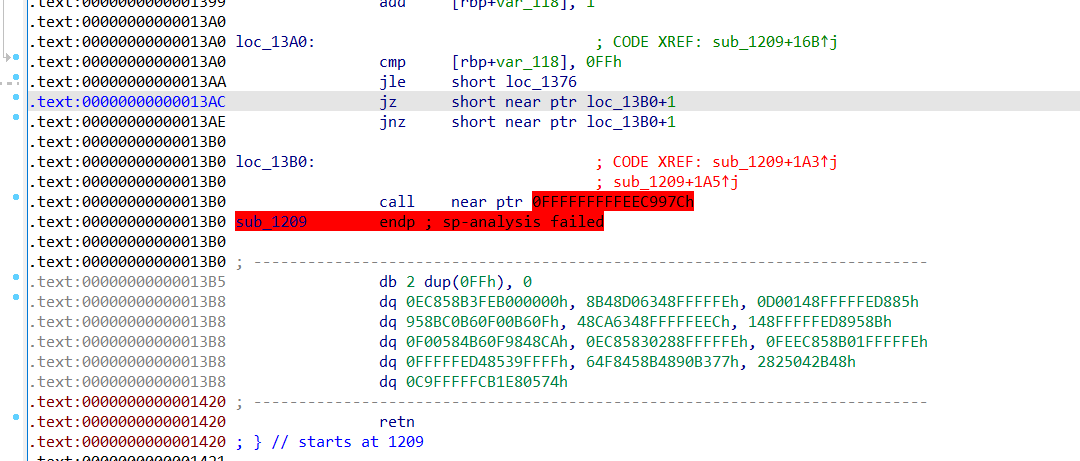 .text:0000000000001399 add [rbp+var_118], 1
.text:00000000000013A0
.text:00000000000013A0 loc_13A0: ; CODE XREF: sub_1209+16B↑j
.text:00000000000013A0 cmp [rbp+var_118], 0FFh
.text:00000000000013AA jle short loc_1376
.text:00000000000013AC jz short near ptr loc_13B0+1
.text:00000000000013AE jnz short near ptr loc_13B0+1
.text:00000000000013B0
.text:00000000000013B0 loc_13B0: ; CODE XREF: sub_1209+1A3↑j
.text:00000000000013B0 ; sub_1209+1A5↑j
.text:00000000000013B0 call near ptr 0FFFFFFFFFEEC997Ch
.text:00000000000013B0 sub_1209 endp ; sp-analysis failed
.text:00000000000013B0
.text:00000000000013B0 ; ---------------------------------------------------------------------------
.text:00000000000013B5 db 2 dup(0FFh), 0
.text:00000000000013B8 dq 0EC858B3FEB000000h, 8B48D06348FFFFFEh, 0D00148FFFFFED885h
.text:00000000000013B8 dq 958BC0B60F00B60Fh, 48CA6348FFFFFEECh, 148FFFFFED8958Bh
.text:00000000000013B8 dq 0F00584B60F9848CAh, 0EC85830288FFFFFEh, 0FEEC858B01FFFFFEh
.text:00000000000013B8 dq 0FFFFFED48539FFFFh, 64F8458B4890B377h, 2825042B48h
.text:00000000000013B8 dq 0C9FFFFFCB1E80574h
.text:0000000000001420 ; ---------------------------------------------------------------------------
.text:0000000000001420 retn
.text:0000000000001420 ; } // starts at 1209